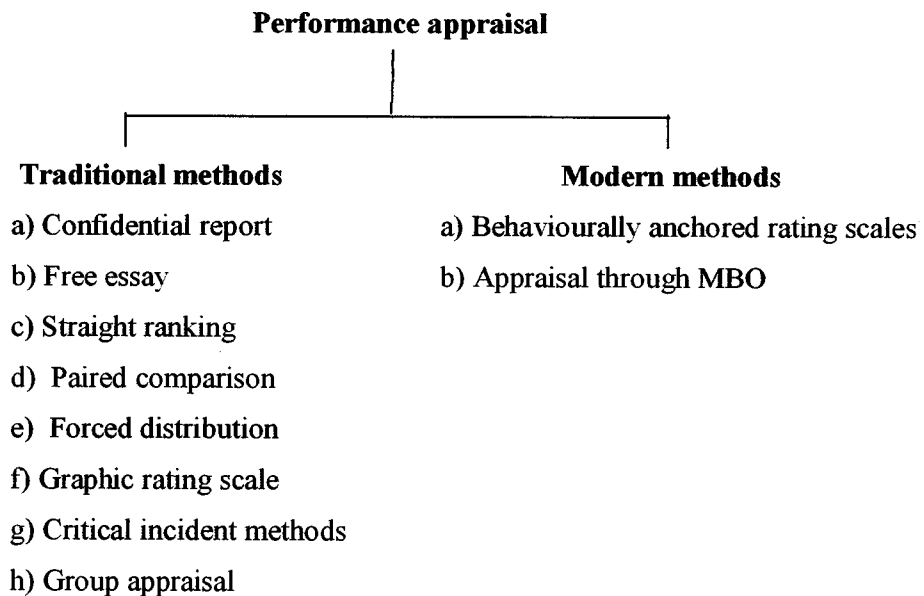 Performance appraisal
Traditional methods
a) Confidential report
b) Free essay
c) Straight ranking
d) Paired comparison
e) Forced distribution
f) Graphic rating scale
g) Critical incident methods
h) Group appraisal
Modern methods
a) Behaviourally anchored rating scales
b) Appraisal through MBO